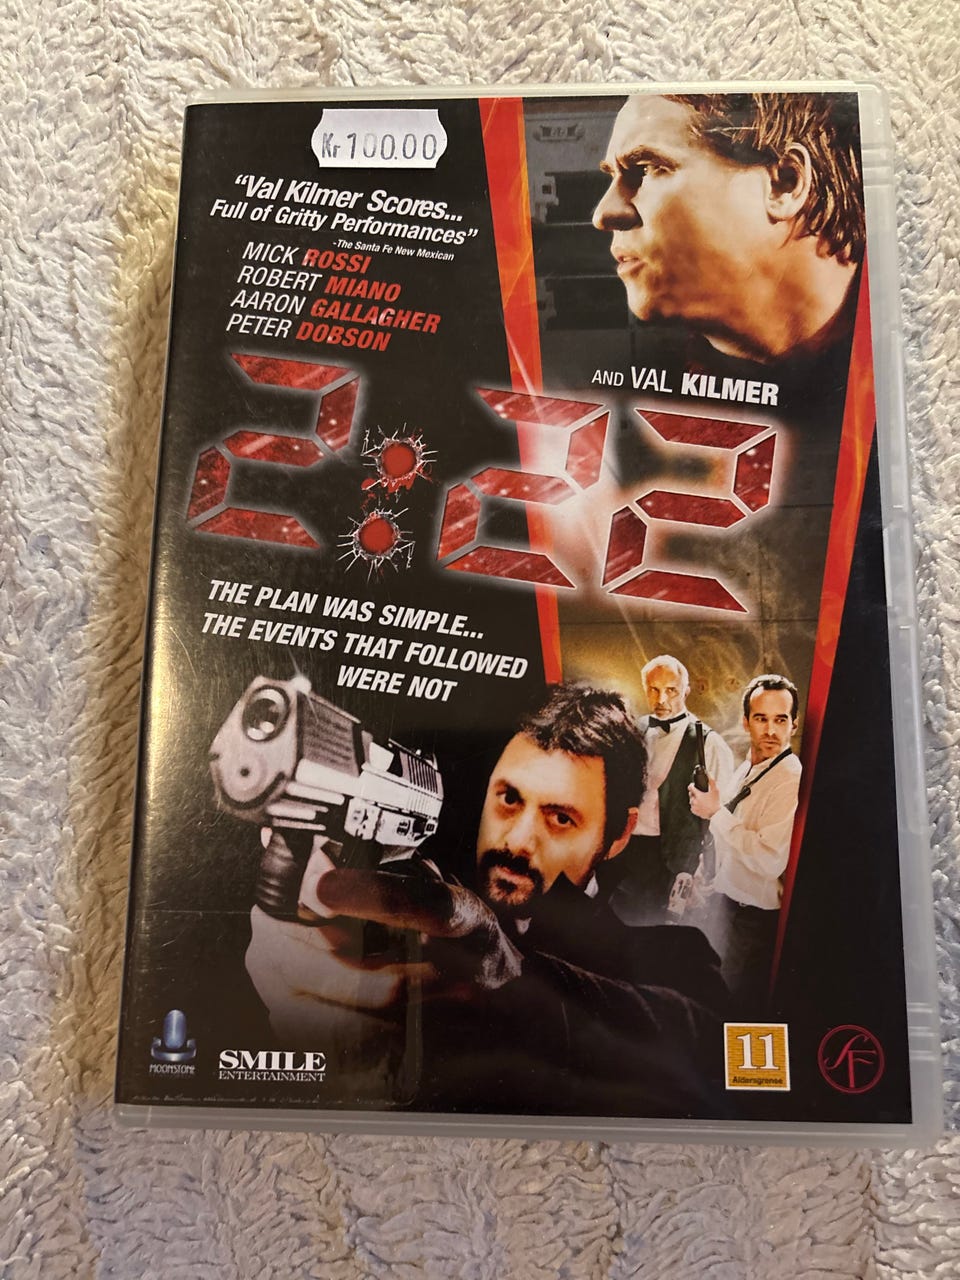 Kr 100.00
“Val Kilmer Scores...
Full of Gritty Performances”
-The Santa Fe New Mexican
MICK ROSSI
ROBERT MIANO
AARON GALLAGHER
PETER DOBSON
AND VAL KILMER
2:22
THE PLAN WAS SIMPLE...
THE EVENTS THAT FOLLOWED
WERE NOT
MOONSTONE
SMILE
ENTERTAINMENT
11
Aldersgrense
SF